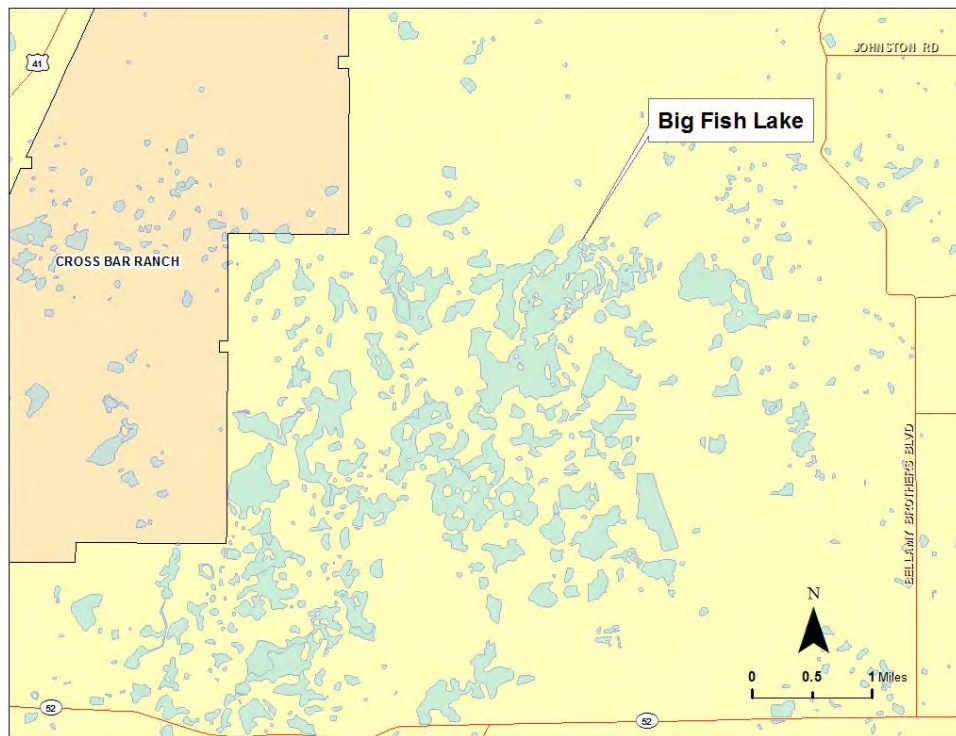 41
JOHNSTON RD
Big Fish Lake
CROSS BAR RANCH
BELLAMY BROTHERS BLVD
N
0 0.5 1 Miles
52
52